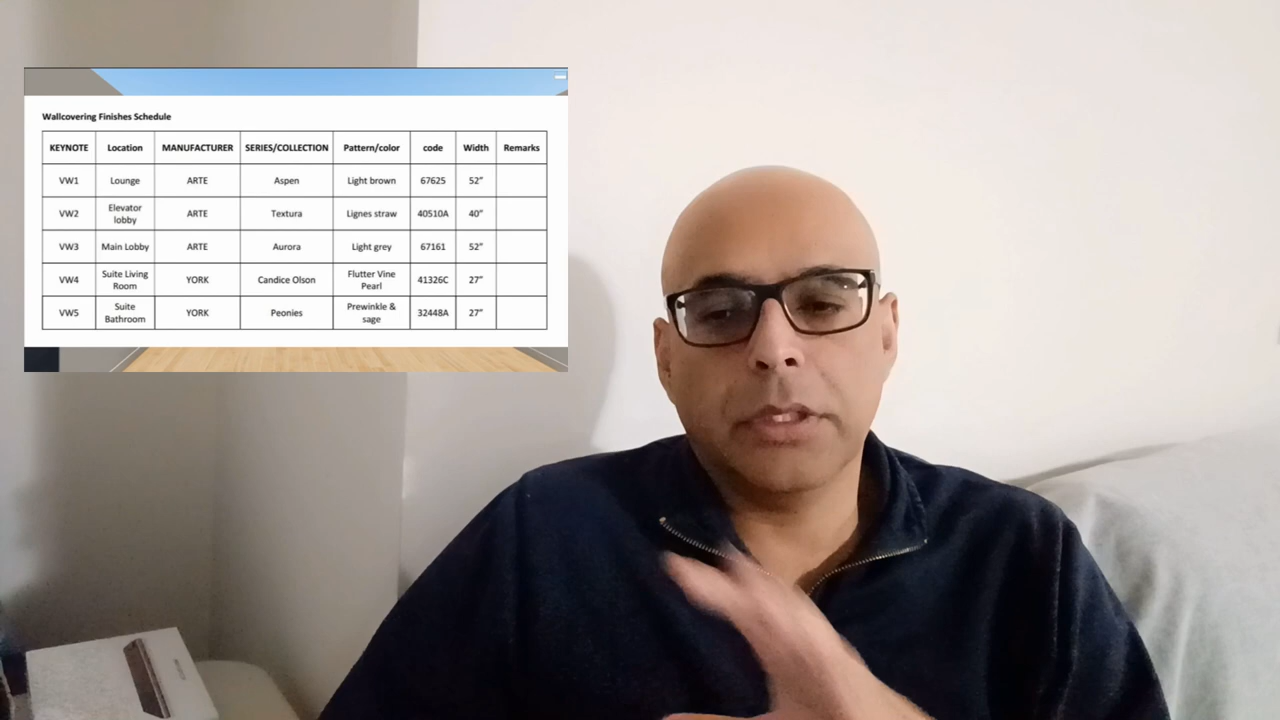 Wallcovering Finishes Schedule
KEYNOTE Location MANUFACTURER SERIES/COLLECTION Pattern/color code Width Remarks
VW1 Lounge ARTE Aspen Light brown 67625 52"
VW2 Elevator lobby ARTE Textura Lignes straw 40510A 40"
VW3 Main Lobby ARTE Aurora Light grey 67161 52"
VW4 Suite Living Room YORK Candice Olson Flutter Vine Pearl 41326C 27"
VW5 Suite Bathroom YORK Peonies Prewinkle & sage 32448A 27"